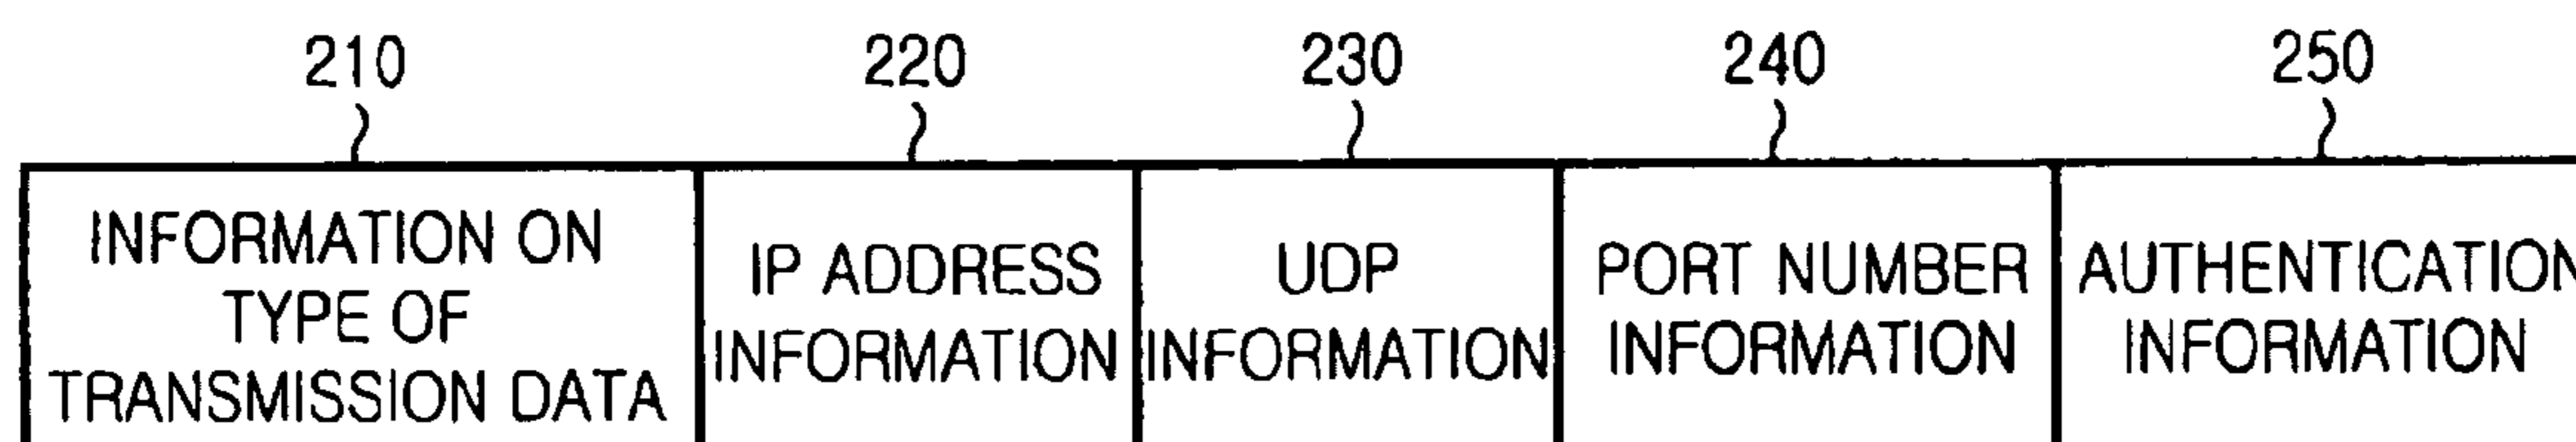 210 220 230 240 250
INFORMATION ON
TYPE OF
TRANSMISSION DATA
IP ADDRESS
INFORMATION
UDP
INFORMATION
PORT NUMBER
INFORMATION
AUTHENTICATION
INFORMATION